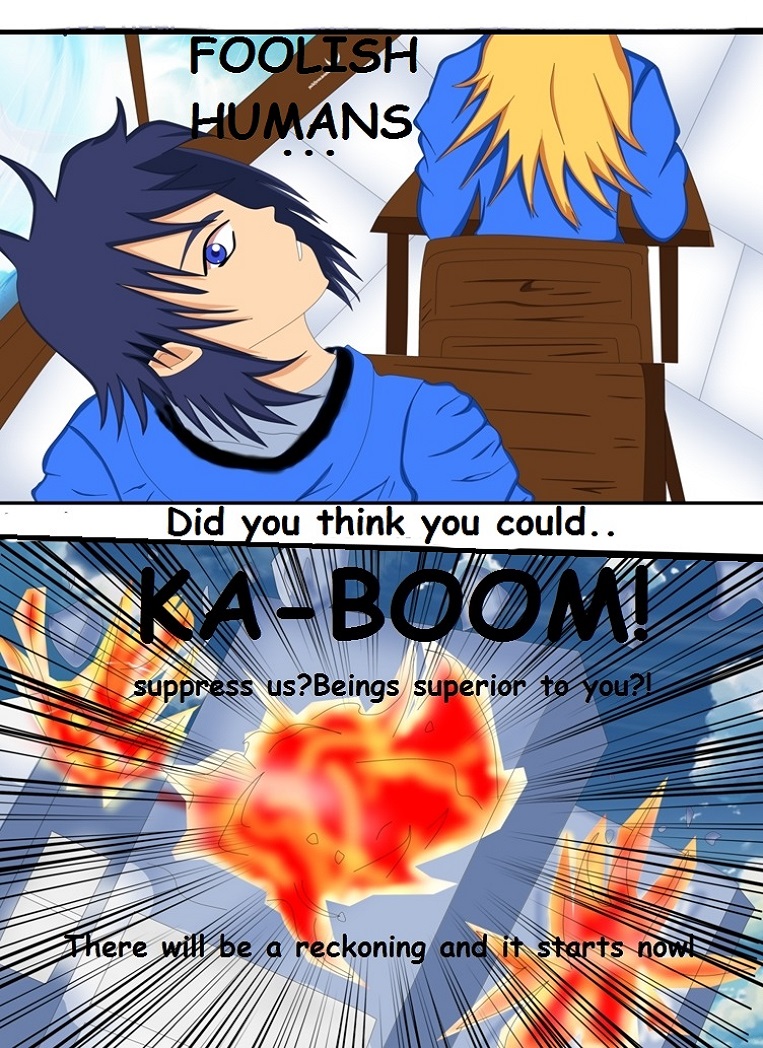 FOOLISH
HUMANS
...
Did you think you could..
KA-BOOM!
suppress us?Beings superior to you?!
There will be a reckoning and it starts now!